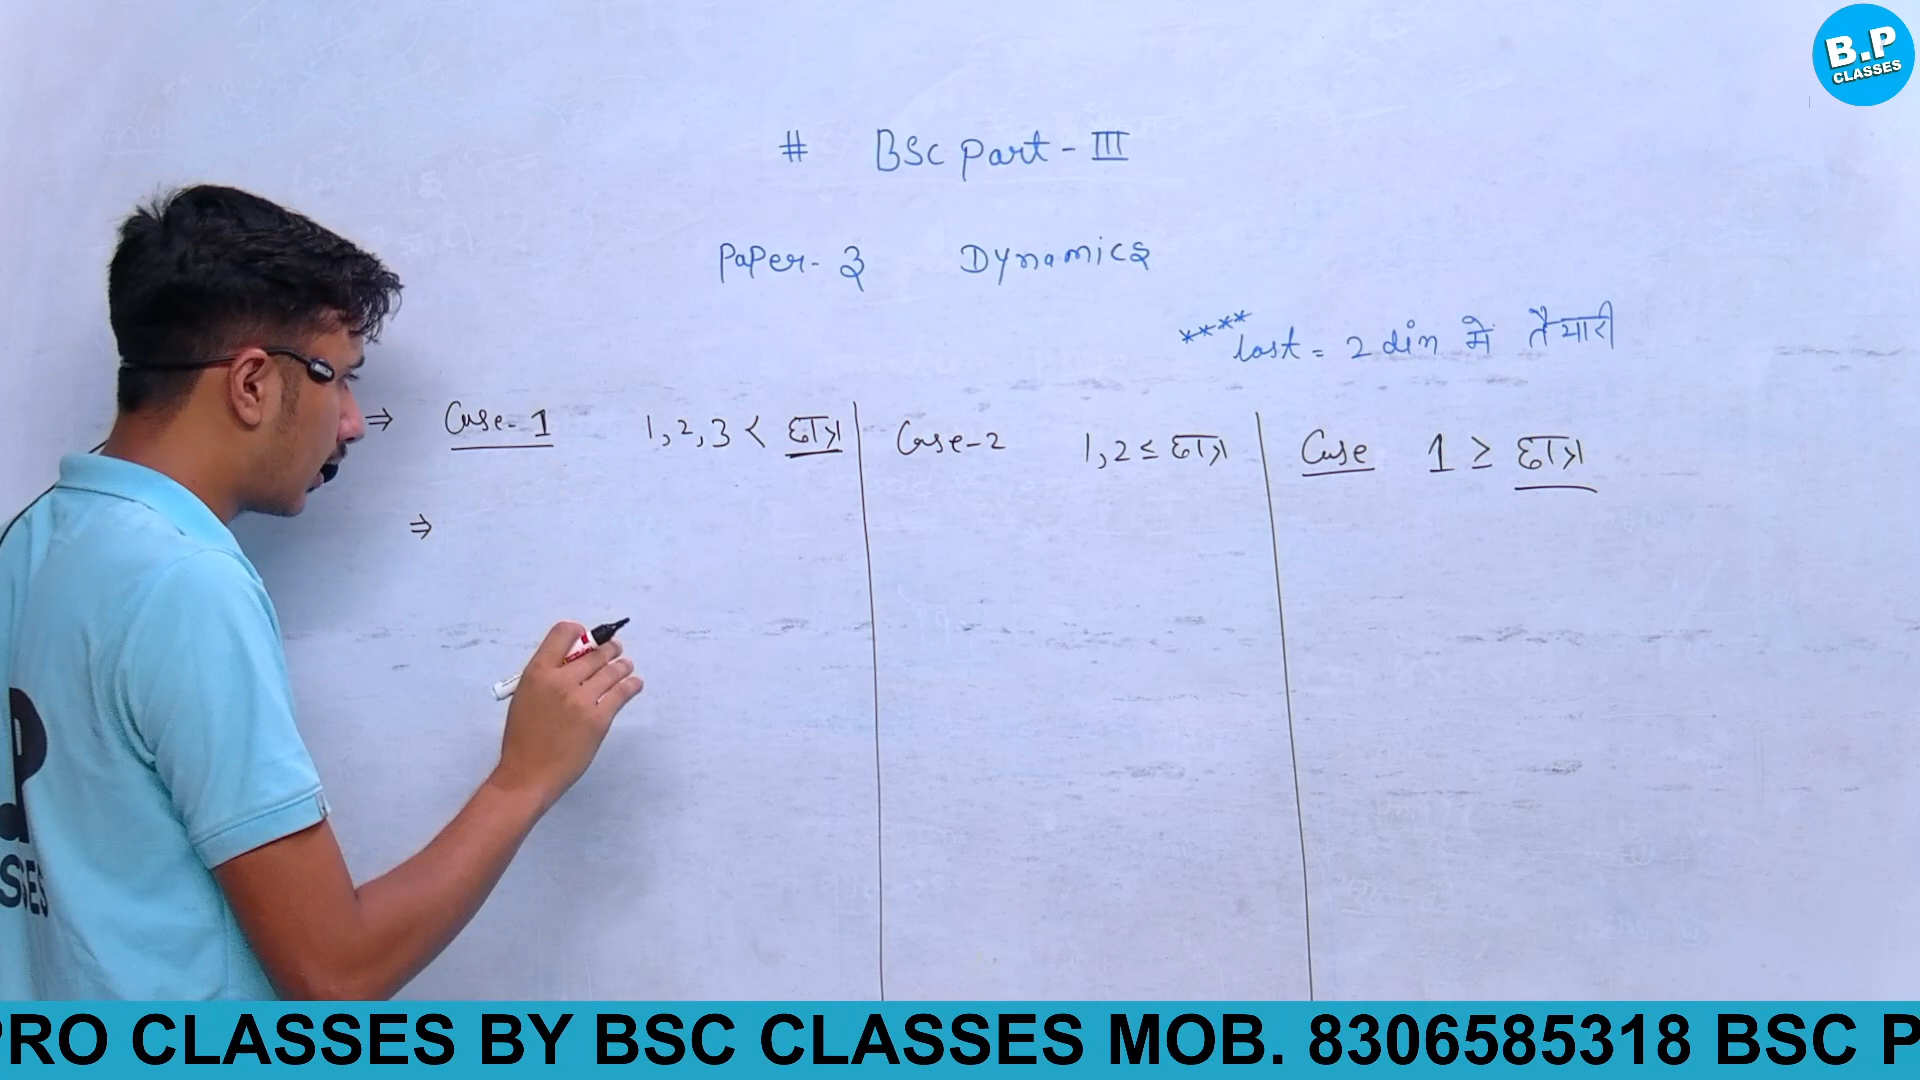 B.P
CLASSES
# BSc Part - III
Paper - 3 Dynamics
**** last = 2 din में तैयारी
⇒ Case - 1 1, 2, 3 < छात्र
Case - 2 1, 2 ≤ छात्र
Case 1 ≥ छात्र
⇒
P
SSES
PRO CLASSES BY BSC CLASSES MOB. 8306585318 BSC P